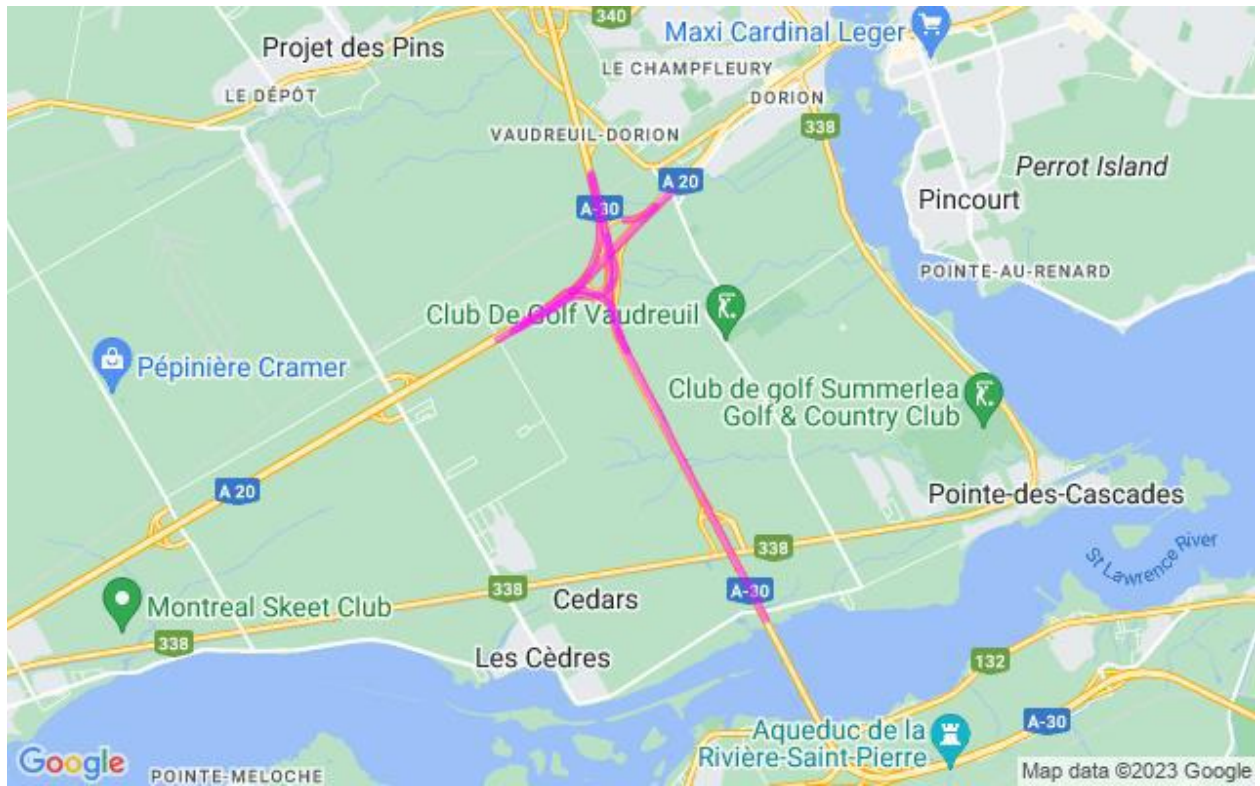 340
Maxi Cardinal Leger
Projet des Pins
LE CHAMPFLEURY
LE DÉPÔT
DORION
338
VAUDREUIL-DORION
Perrot Island
A 20
A-30
Pincourt
POINTE-AU-RENARD
Club De Golf Vaudreuil
Pépinière Cramer
Club de golf Summerlea
Golf & Country Club
A 20
Pointe-des-Cascades
338
St Lawrence River
338
A-30
Cedars
Montreal Skeet Club
338
Les Cèdres
132
A-30
Aqueduc de la
Rivière-Saint-Pierre
Google
POINTE-MELOCHE
Map data ©2023 Google